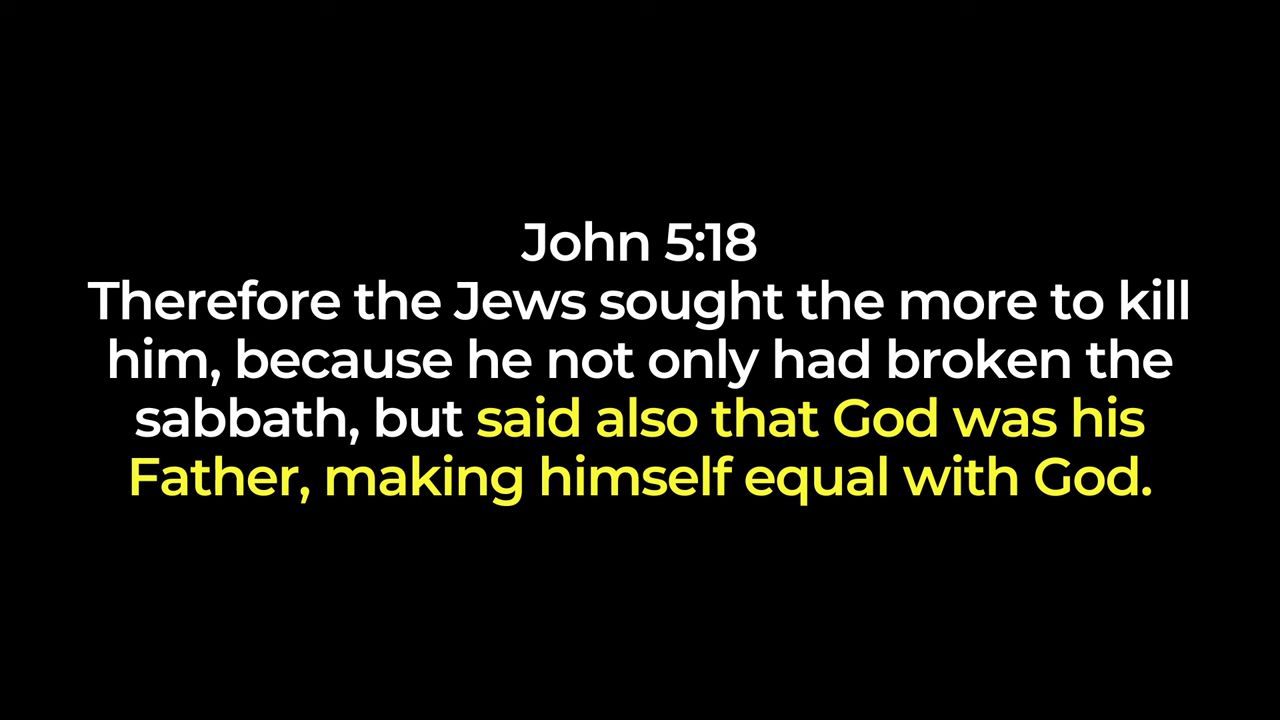 John 5:18
Therefore the Jews sought the more to kill
him, because he not only had broken the
sabbath, but said also that God was his
Father, making himself equal with God.